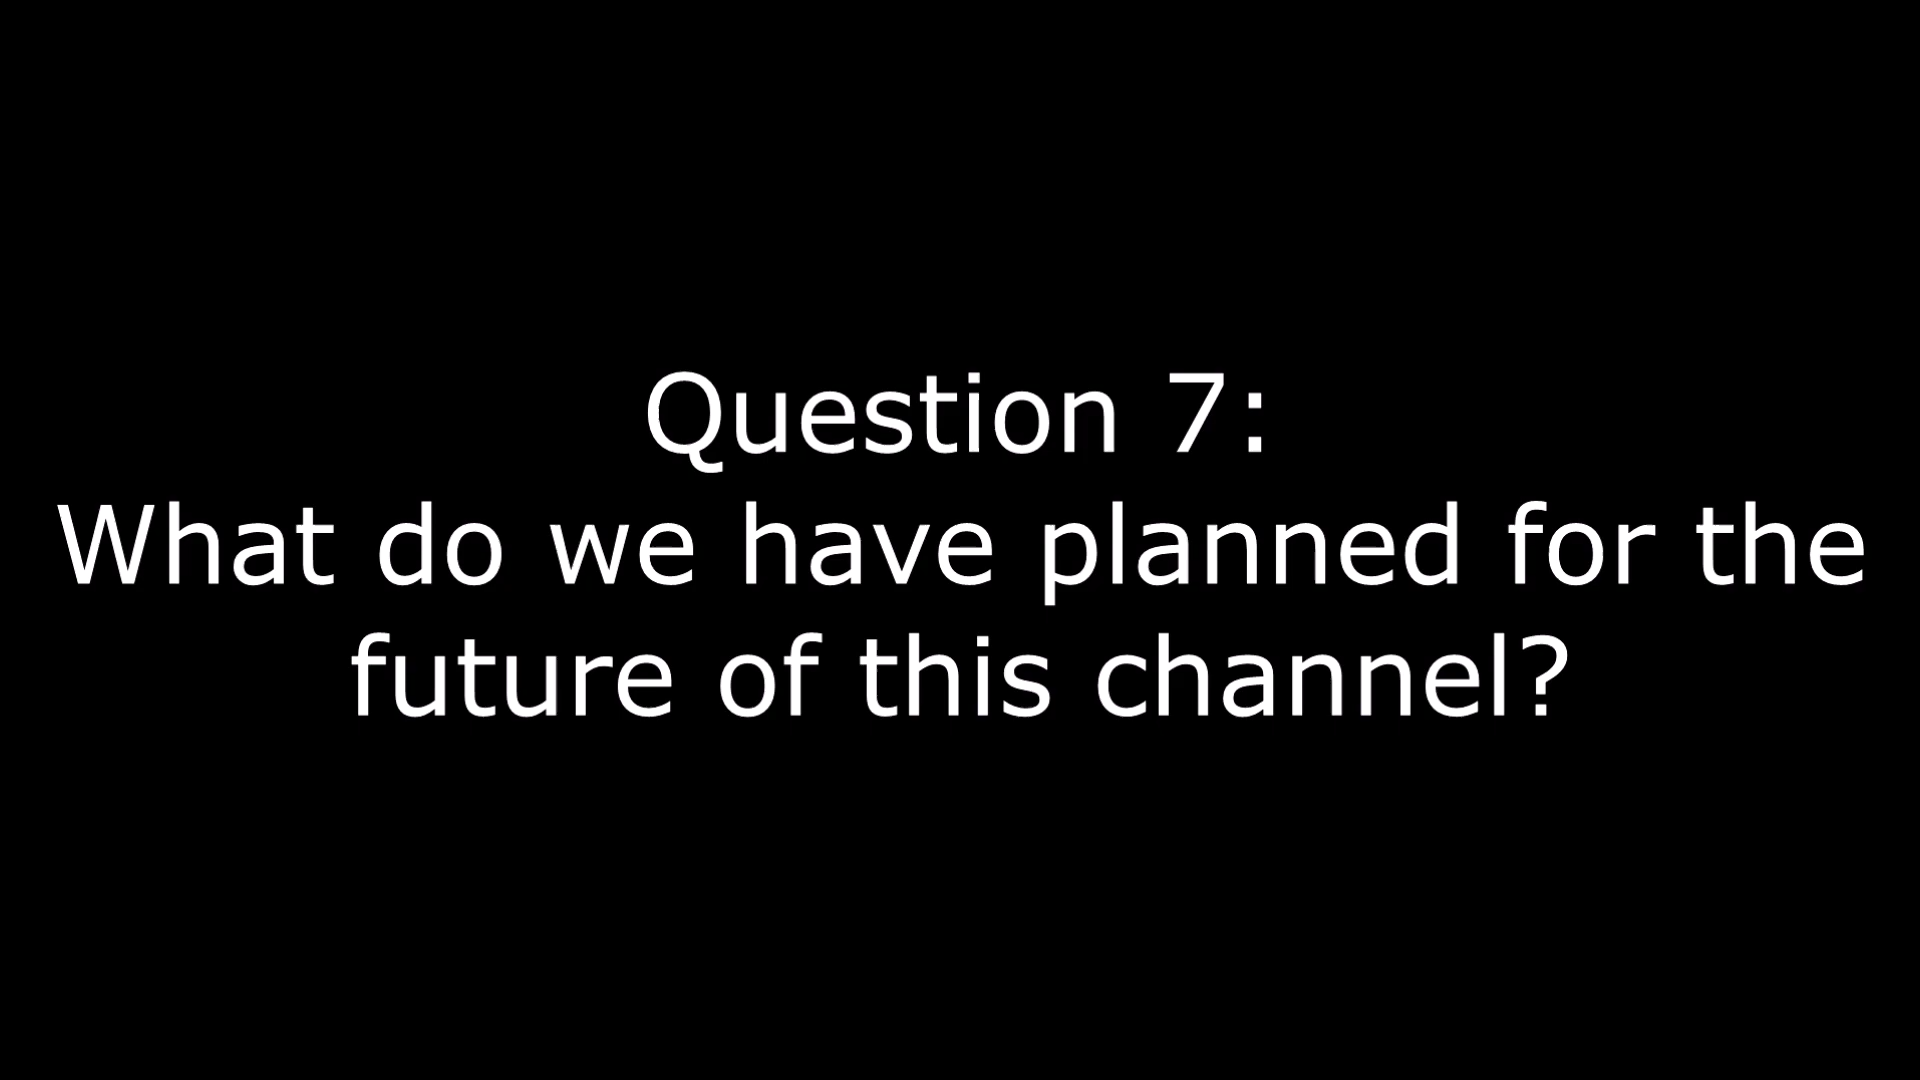 Question 7:
What do we have planned for the
future of this channel?